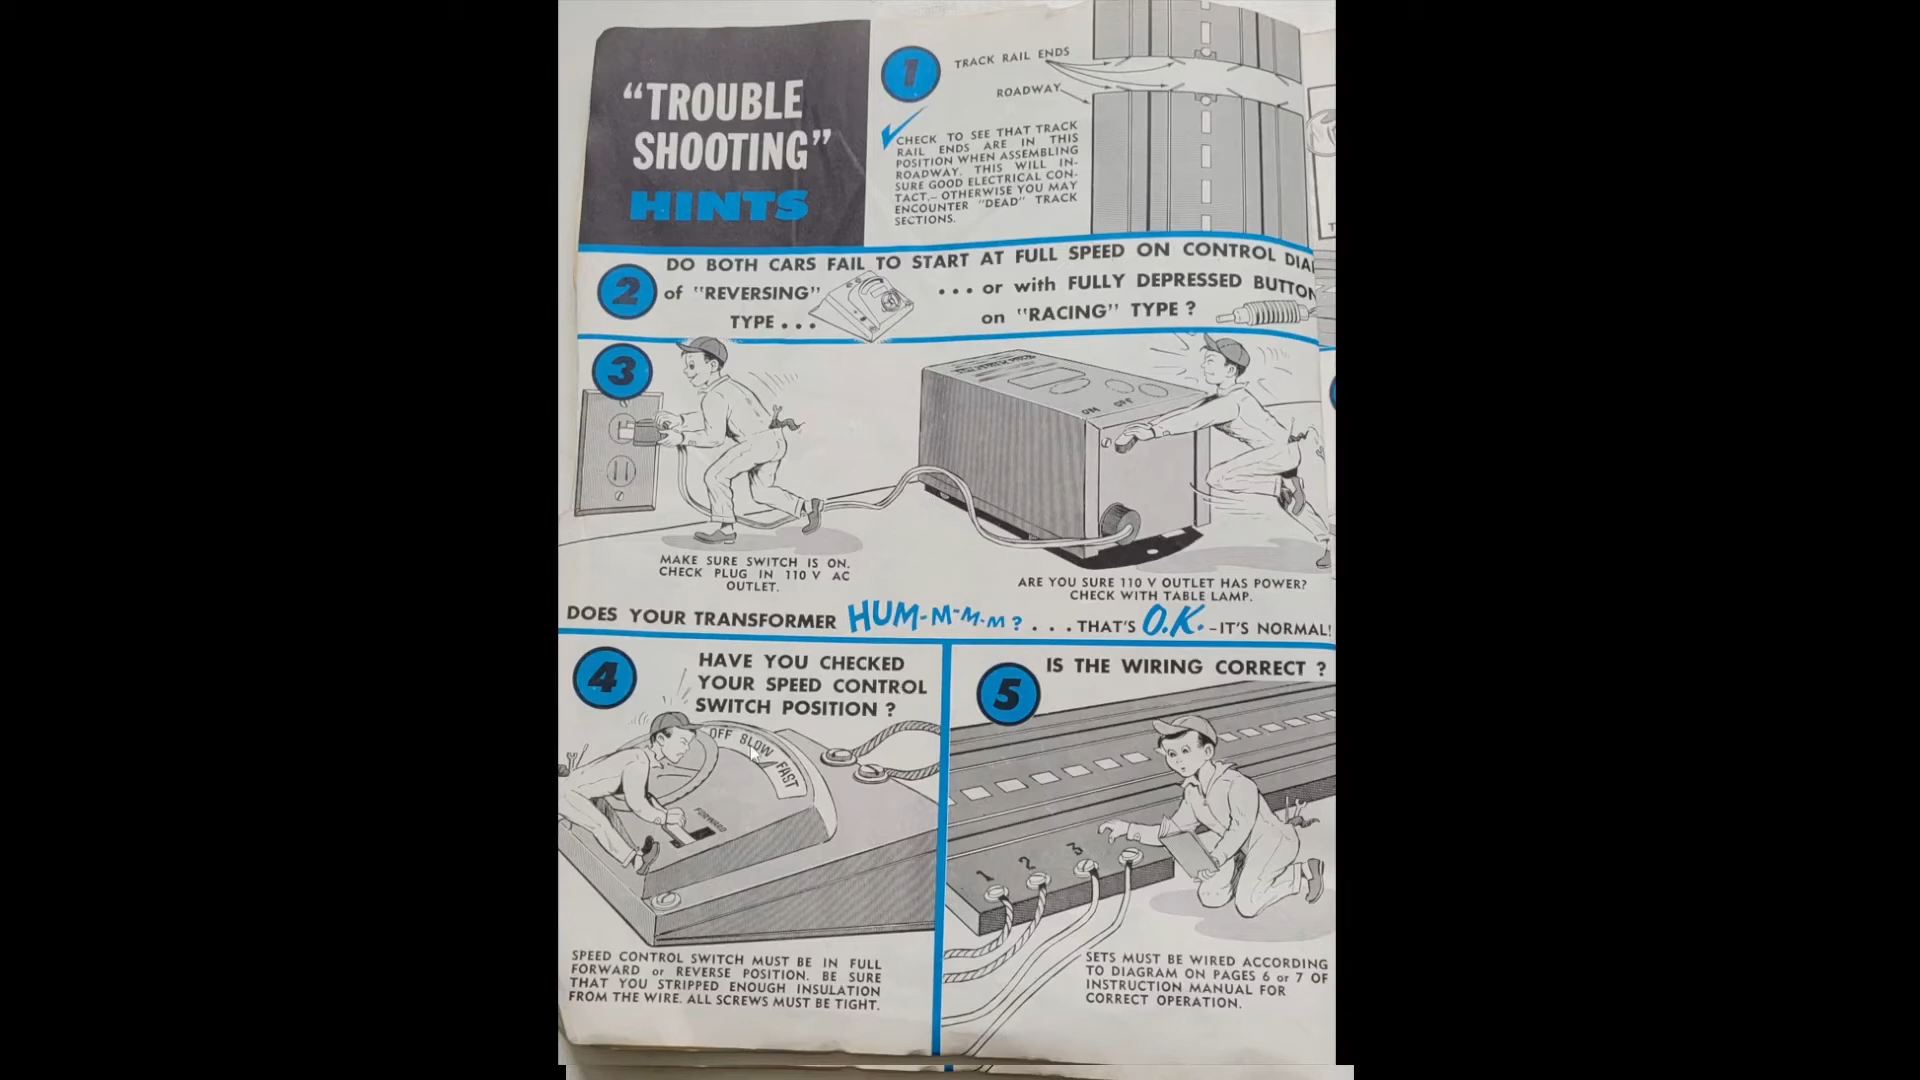 "TROUBLE
SHOOTING"
HINTS
1
TRACK RAIL ENDS
ROADWAY
CHECK TO SEE THAT TRACK
RAIL ENDS ARE IN THIS
POSITION WHEN ASSEMBLING
ROADWAY. THIS WILL IN-
SURE GOOD ELECTRICAL CON-
TACT,– OTHERWISE YOU MAY
ENCOUNTER "DEAD" TRACK
SECTIONS.
2
DO BOTH CARS FAIL TO START AT FULL SPEED ON CONTROL DIA
of "REVERSING"
TYPE...
... or with FULLY DEPRESSED BUTTON
on "RACING" TYPE?
3
ON OFF
MAKE SURE SWITCH IS ON.
CHECK PLUG IN 110 V AC
OUTLET.
ARE YOU SURE 110 V OUTLET HAS POWER?
CHECK WITH TABLE LAMP.
DOES YOUR TRANSFORMER HUM-M-M-M? ... THAT'S O.K. – IT'S NORMAL!
4
HAVE YOU CHECKED
YOUR SPEED CONTROL
SWITCH POSITION?
OFF SLOW FAST
FORWARD
SPEED CONTROL SWITCH MUST BE IN FULL
FORWARD or REVERSE POSITION. BE SURE
THAT YOU STRIPPED ENOUGH INSULATION
FROM THE WIRE. ALL SCREWS MUST BE TIGHT.
5
IS THE WIRING CORRECT?
1 2 3
SETS MUST BE WIRED ACCORDING
TO DIAGRAM ON PAGES 6 or 7 OF
INSTRUCTION MANUAL FOR
CORRECT OPERATION.